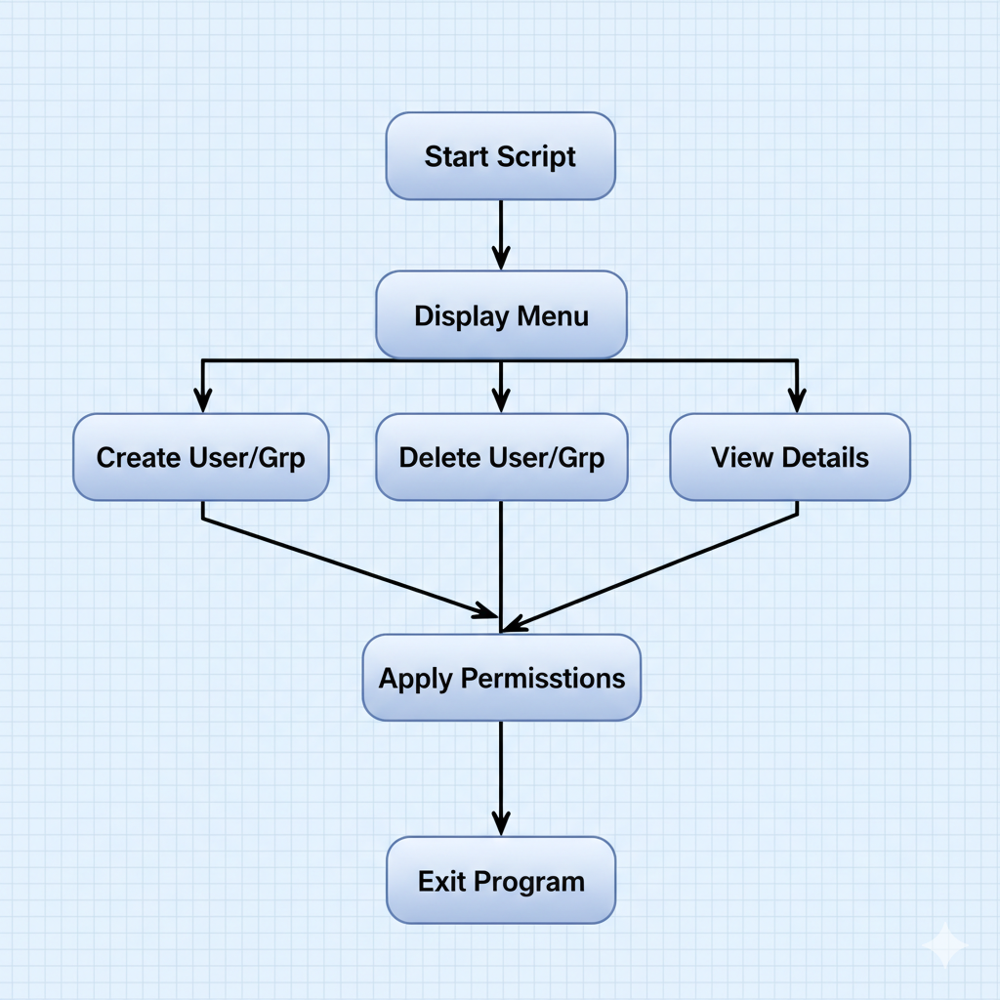 Start Script
Display Menu
Create User/Grp
Delete User/Grp
View Details
Apply Permisstions
Exit Program